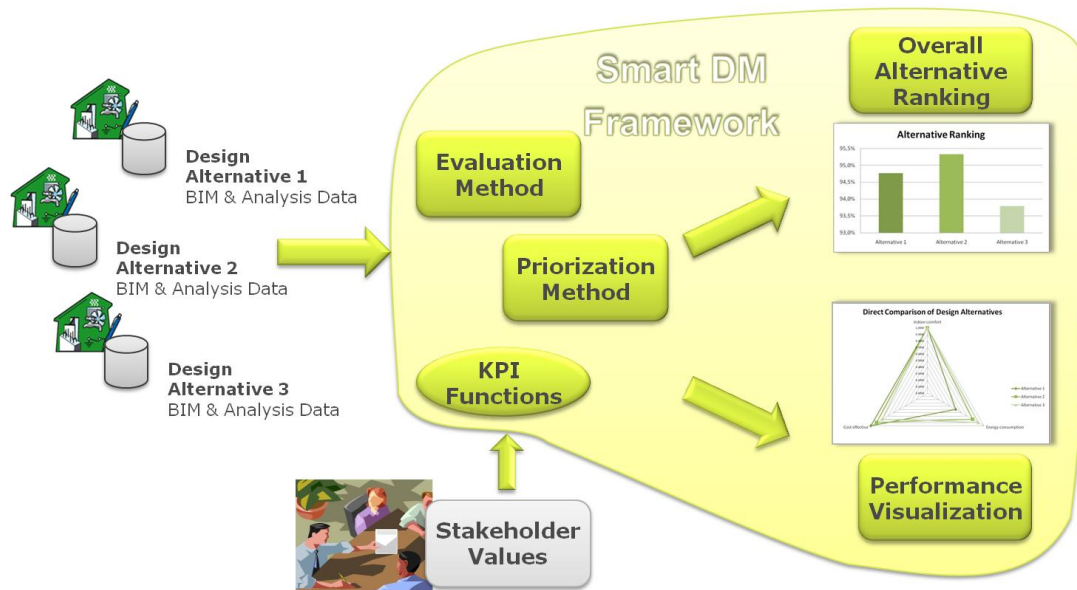 Smart DM
Framework
Design
Alternative 1
BIM & Analysis Data
Design
Alternative 2
BIM & Analysis Data
Design
Alternative 3
BIM & Analysis Data
Evaluation
Method
Priorization
Method
KPI
Functions
Stakeholder
Values
Overall
Alternative
Ranking
Alternative Ranking
95,5%
95,0%
94,5%
94,0%
93,5%
93,0%
Alternative 1
Alternative 2
Alternative 3
Direct Comparison of Design Alternatives
Indoor comfort
Alternative 1
Alternative 2
Alternative 3
Cost effective
Energy consumption
Performance
Visualization